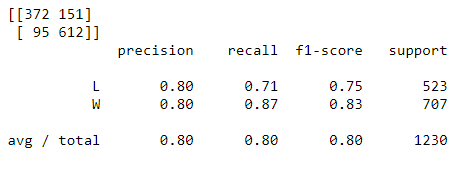 [[372 151]
[ 95 612]]
precision recall f1-score support
L 0.80 0.71 0.75 523
W 0.80 0.87 0.83 707
avg / total 0.80 0.80 0.80 1230